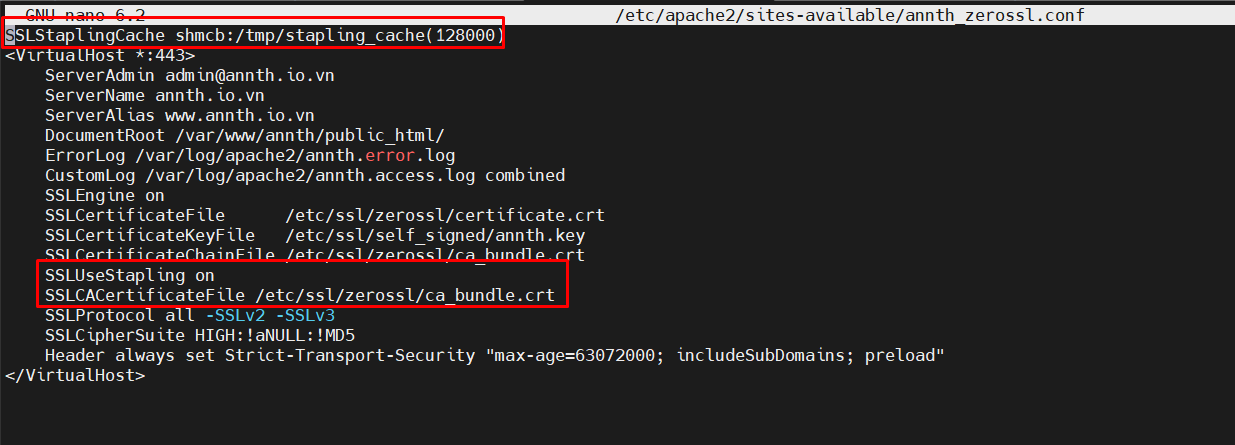 GNU nano 6.2 /etc/apache2/sites-available/annth_zerossl.conf
SSLStaplingCache shmcb:/tmp/stapling_cache(128000)
<VirtualHost *:443>
    ServerAdmin admin@annth.io.vn
    ServerName annth.io.vn
    ServerAlias www.annth.io.vn
    DocumentRoot /var/www/annth/public_html/
    ErrorLog /var/log/apache2/annth.error.log
    CustomLog /var/log/apache2/annth.access.log combined
    SSLEngine on
    SSLCertificateFile      /etc/ssl/zerossl/certificate.crt
    SSLCertificateKeyFile   /etc/ssl/self_signed/annth.key
    SSLCertificateChainFile /etc/ssl/zerossl/ca_bundle.crt
    SSLUseStapling on
    SSLCACertificateFile /etc/ssl/zerossl/ca_bundle.crt
    SSLProtocol all -SSLv2 -SSLv3
    SSLCipherSuite HIGH:!aNULL:!MD5
    Header always set Strict-Transport-Security "max-age=63072000; includeSubDomains; preload"
</VirtualHost>